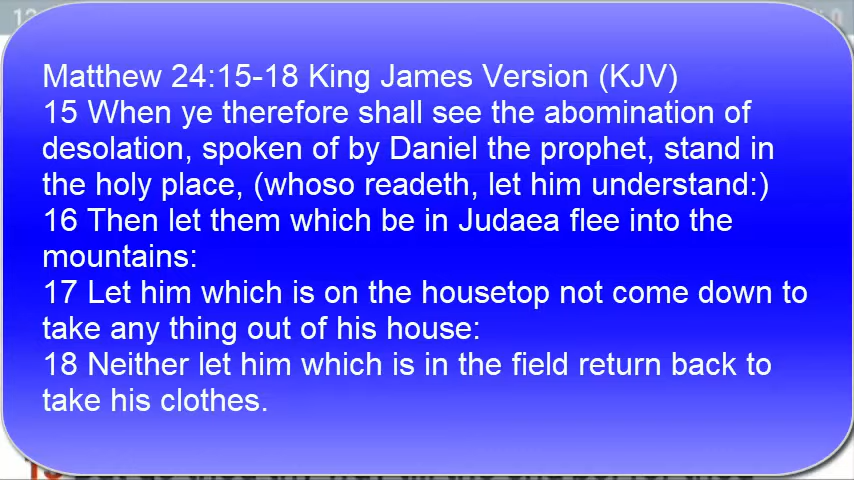 Matthew 24:15-18 King James Version (KJV)
15 When ye therefore shall see the abomination of
desolation, spoken of by Daniel the prophet, stand in
the holy place, (whoso readeth, let him understand:)
16 Then let them which be in Judaea flee into the
mountains:
17 Let him which is on the housetop not come down to
take any thing out of his house:
18 Neither let him which is in the field return back to
take his clothes.